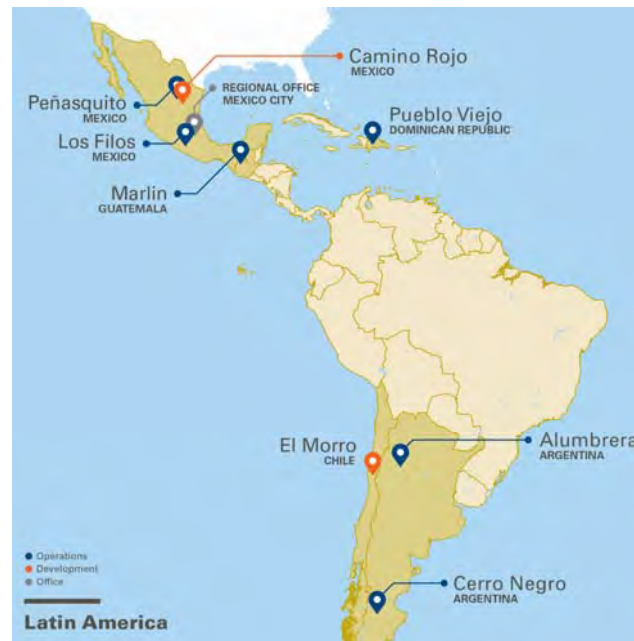 Camino Rojo
MEXICO
REGIONAL OFFICE
MEXICO CITY
Peñasquito
MEXICO
Pueblo Viejo
DOMINICAN REPUBLIC
Los Filos
MEXICO
Marlin
GUATEMALA
El Morro
CHILE
Alumbrera
ARGENTINA
Operations
Development
Office
Cerro Negro
ARGENTINA
Latin America